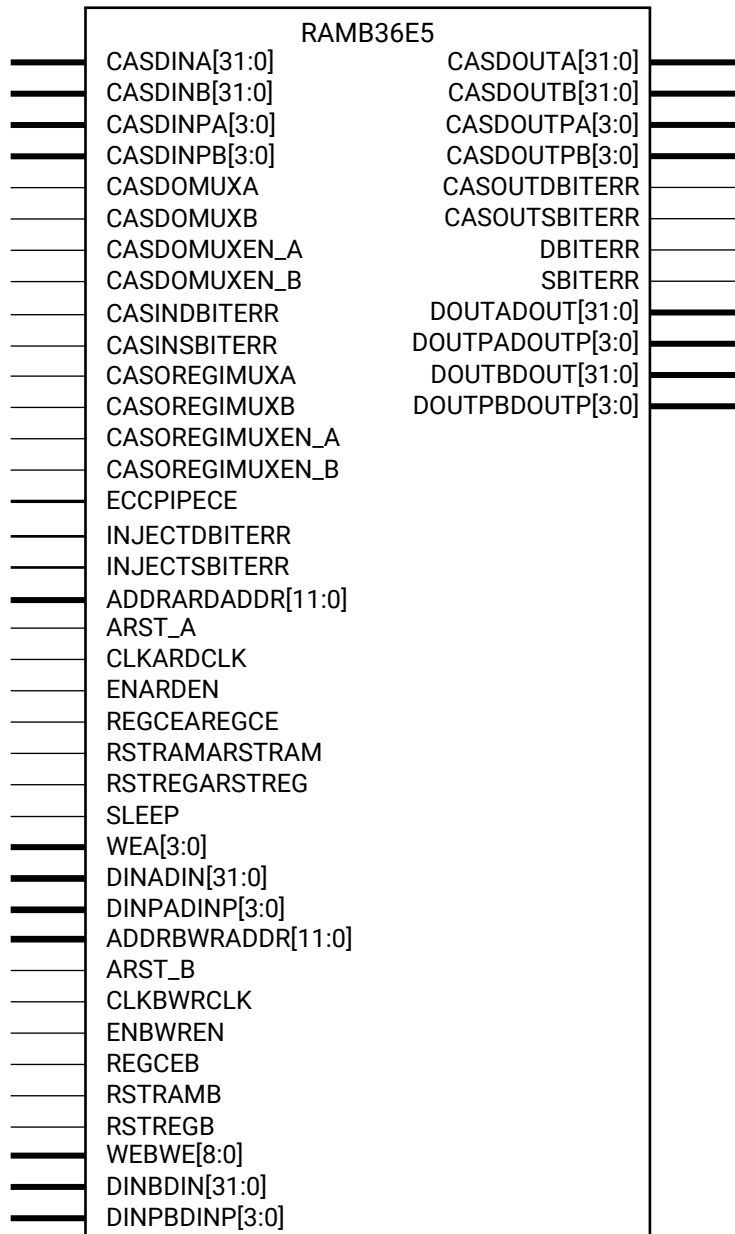 RAMB36E5
CASDINA[31:0] CASDOUTA[31:0]
CASDINB[31:0] CASDOUTB[31:0]
CASDINPA[3:0] CASDOUTPA[3:0]
CASDINPB[3:0] CASDOUTPB[3:0]
CASDOMUXA CASOUTDBITERR
CASDOMUXB CASOUTSBITERR
CASDOMUXEN_A DBITERR
CASDOMUXEN_B SBITERR
CASINDBITERR DOUTADOUT[31:0]
CASINSBITERR DOUTPADOUTP[3:0]
CASOREGIMUXA DOUTBDOUT[31:0]
CASOREGIMUXB DOUTPBDOUTP[3:0]
CASOREGIMUXEN_A
CASOREGIMUXEN_B
ECCPIPECE
INJECTDBITERR
INJECTSBITERR
ADDRARDADDR[11:0]
ARST_A
CLKARDCLK
ENARDEN
REGCEAREGCE
RSTRAMARSTRAM
RSTREGARSTREG
SLEEP
WEA[3:0]
DINADIN[31:0]
DINPADINP[3:0]
ADDRBWRADDR[11:0]
ARST_B
CLKBWRCLK
ENBWREN
REGCEB
RSTRAMB
RSTREGB
WEBWE[8:0]
DINBDIN[31:0]
DINPBDINP[3:0]